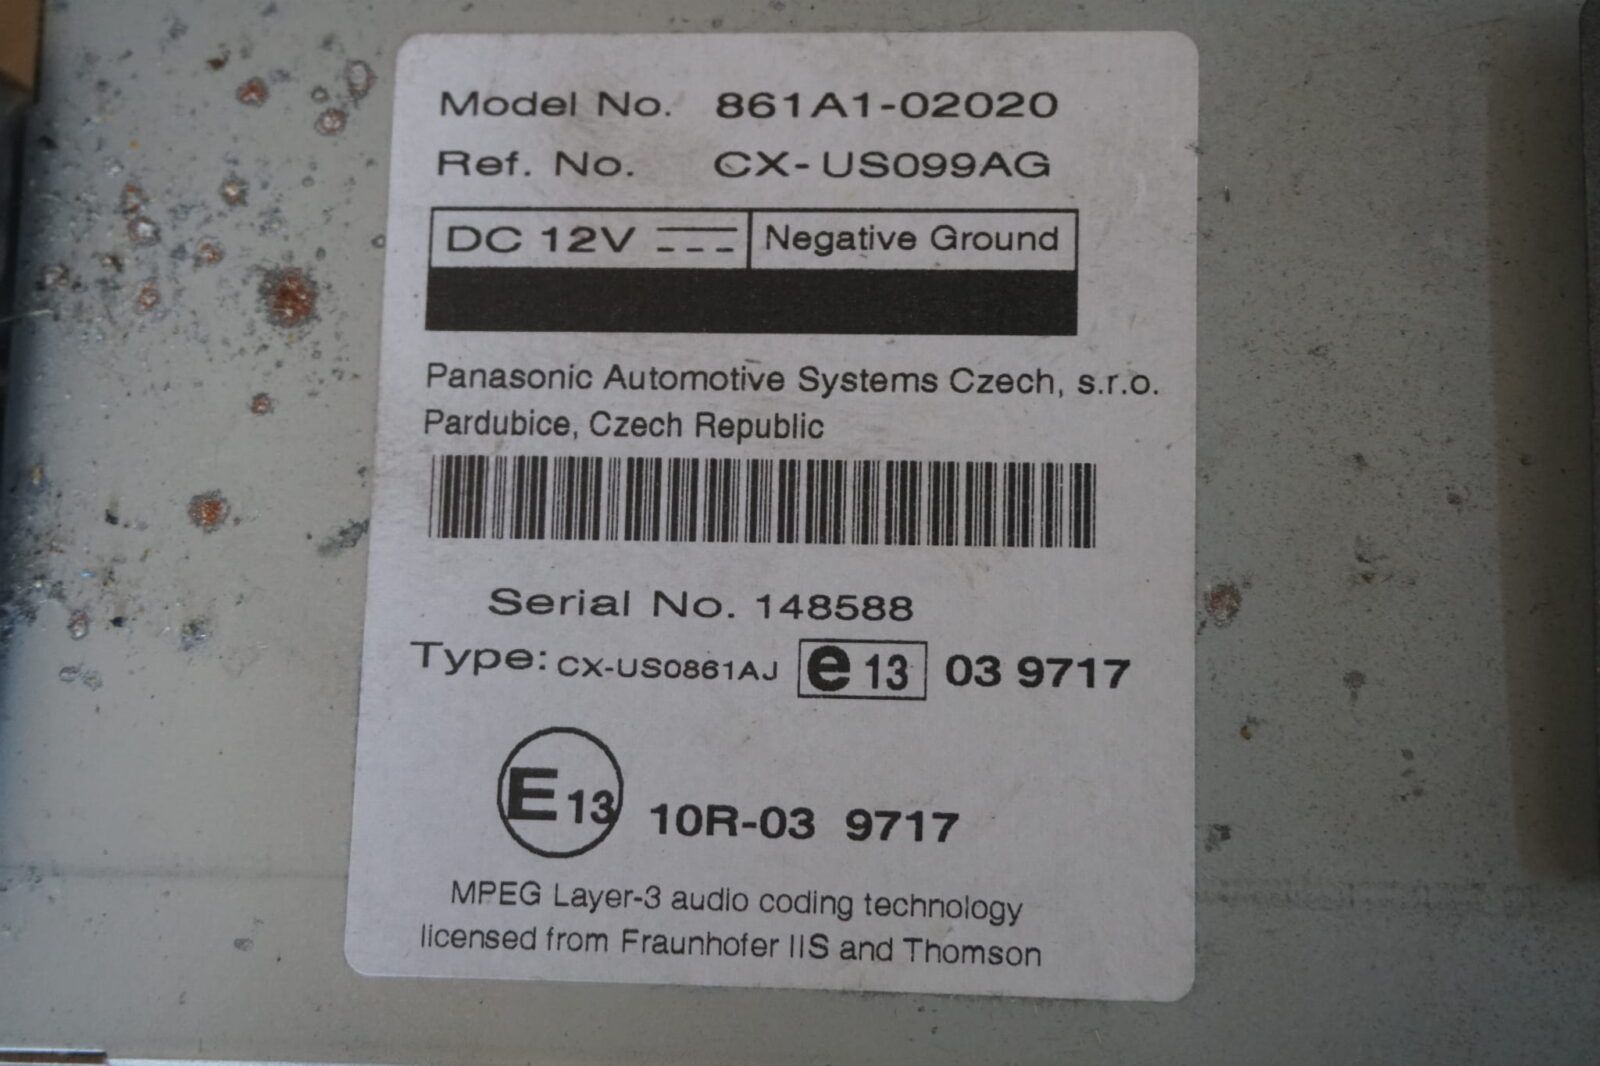 Model No. 861A1-02020
Ref. No. CX-US099AG
DC 12V Negative Ground
Panasonic Automotive Systems Czech, s.r.o.
Pardubice, Czech Republic
Serial No. 148588
Type: CX-US0861AJ e 13 03 9717
E 13 10R-03 9717
MPEG Layer-3 audio coding technology
licensed from Fraunhofer IIS and Thomson